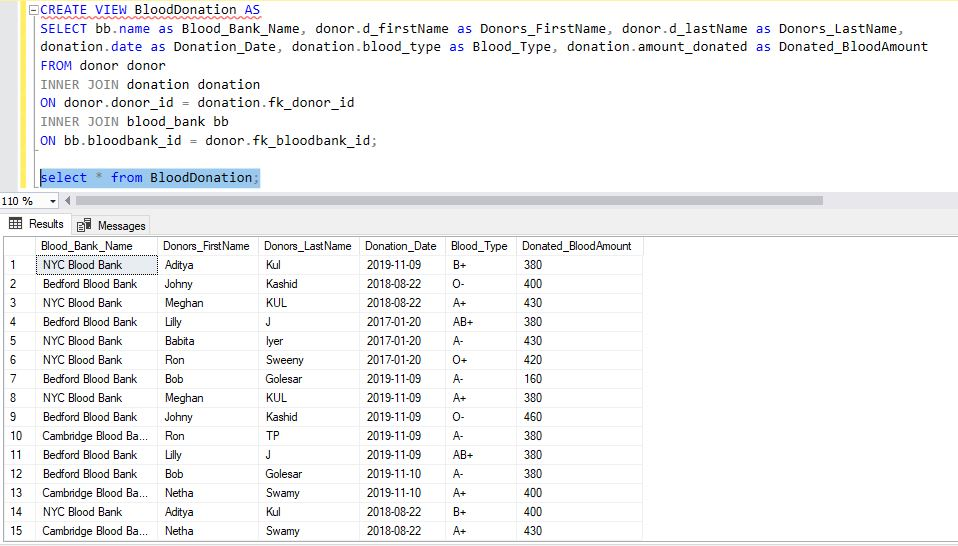 CREATE VIEW BloodDonation AS
SELECT bb.name as Blood_Bank_Name, donor.d_firstName as Donors_FirstName, donor.d_lastName as Donors_LastName,
donation.date as Donation_Date, donation.blood_type as Blood_Type, donation.amount_donated as Donated_BloodAmount
FROM donor donor
INNER JOIN donation donation
ON donor.donor_id = donation.fk_donor_id
INNER JOIN blood_bank bb
ON bb.bloodbank_id = donor.fk_bloodbank_id;
select * from BloodDonation;
110 %
Results Messages
Blood_Bank_Name Donors_FirstName Donors_LastName Donation_Date Blood_Type Donated_BloodAmount
1 NYC Blood Bank Aditya Kul 2019-11-09 B+ 380
2 Bedford Blood Bank Johny Kashid 2018-08-22 O- 400
3 NYC Blood Bank Meghan KUL 2018-08-22 A+ 430
4 Bedford Blood Bank Lilly J 2017-01-20 AB+ 380
5 NYC Blood Bank Babita Iyer 2017-01-20 A- 430
6 NYC Blood Bank Ron Sweeny 2017-01-20 O+ 420
7 Bedford Blood Bank Bob Golesar 2019-11-09 A- 160
8 NYC Blood Bank Meghan KUL 2019-11-09 A+ 380
9 Bedford Blood Bank Johny Kashid 2019-11-09 O- 460
10 Cambridge Blood Ba... Ron TP 2019-11-09 A- 380
11 Bedford Blood Bank Lilly J 2019-11-09 AB+ 380
12 Bedford Blood Bank Bob Golesar 2019-11-10 A- 380
13 Cambridge Blood Ba... Netha Swamy 2019-11-10 A+ 400
14 NYC Blood Bank Aditya Kul 2018-08-22 B+ 400
15 Cambridge Blood Ba... Netha Swamy 2018-08-22 A+ 430